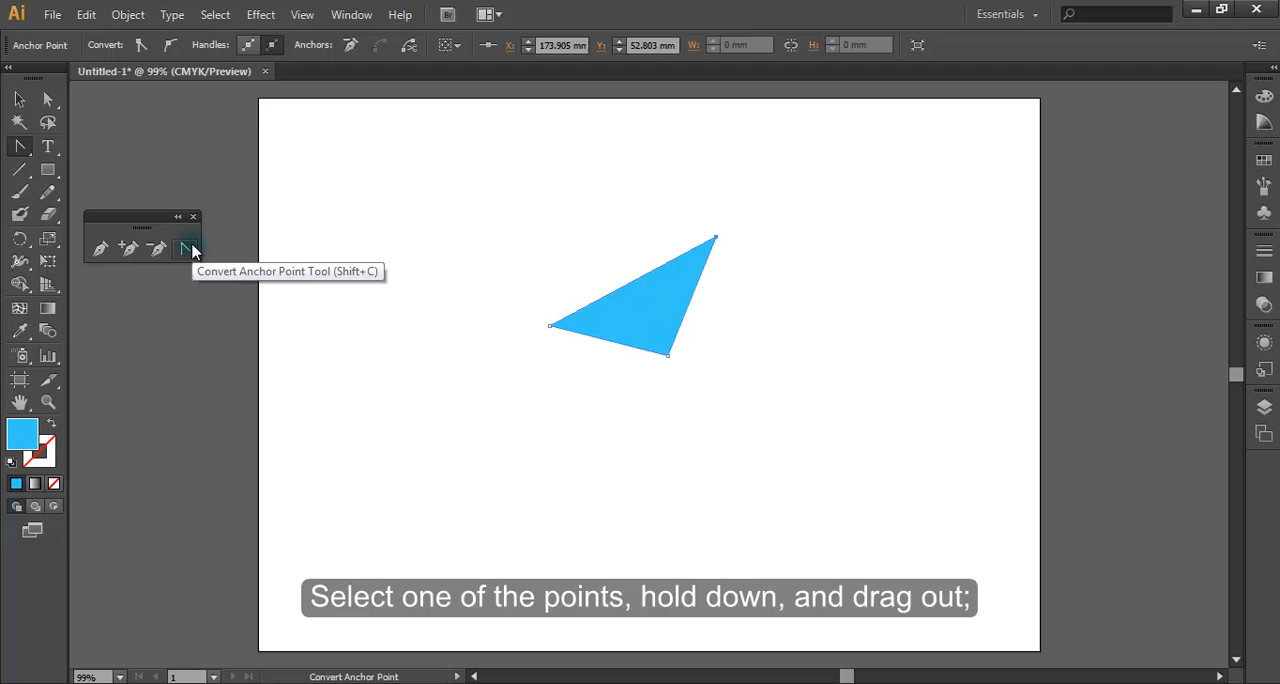 Ai File Edit Object Type Select Effect View Window Help Br Essentials
Anchor Point Convert: Handles: Anchors: X: 173.905 mm Y: 52.803 mm W: 0 mm H: 0 mm
Untitled-1* @ 99% (CMYK/Preview) ×
Convert Anchor Point Tool (Shift+C)
Select one of the points, hold down, and drag out;
99% 1 Convert Anchor Point